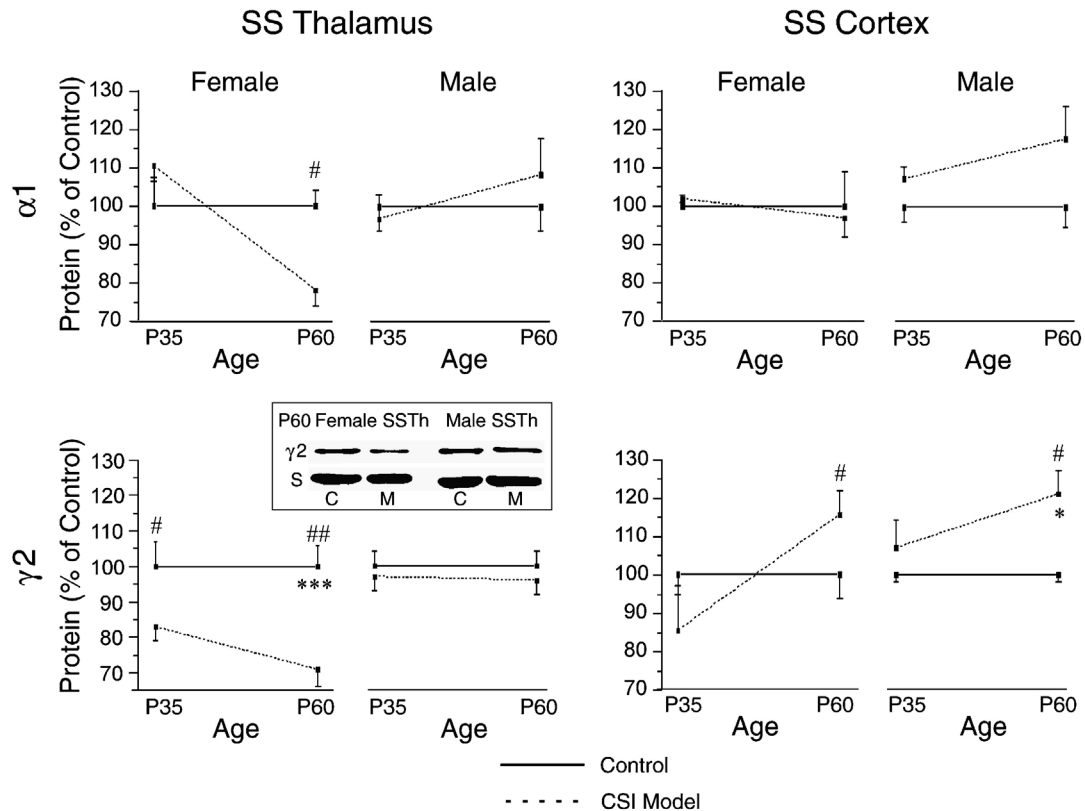 SS Thalamus
SS Cortex
Female
Male
Female
Male
α1
Protein (% of Control)
130
120
110
100
90
80
70
#
P35
P60
Age
P35
P60
Age
130
120
110
100
90
80
70
P35
P60
Age
P35
P60
Age
P60 Female SSTh
Male SSTh
γ2
S
C
M
C
M
γ2
Protein (% of Control)
130
120
110
100
90
80
70
#
##
***
P35
P60
Age
P35
P60
Age
130
120
110
100
90
80
70
#
#
*
P35
P60
Age
P35
P60
Age
Control
CSI Model